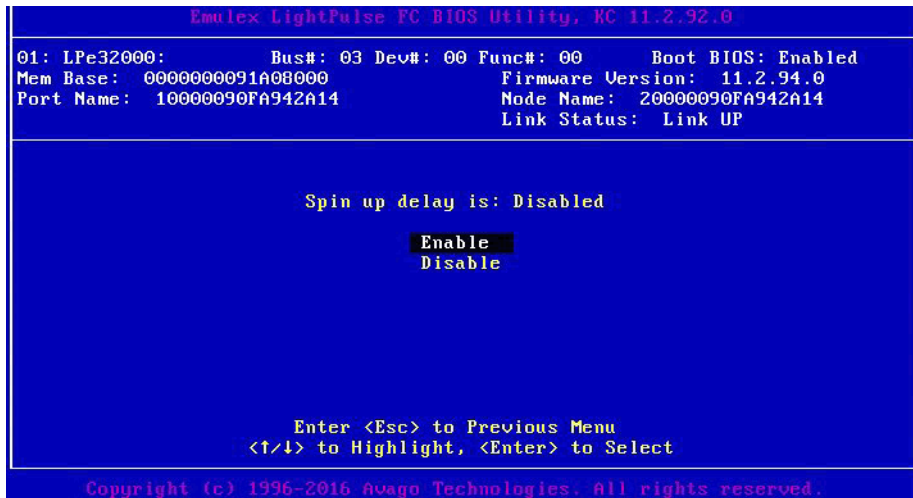 Emulex LightPulse FC BIOS Utility, KC 11.2.92.0
01: LPe32000: Bus#: 03 Dev#: 00 Func#: 00 Boot BIOS: Enabled
Mem Base: 0000000091A08000 Firmware Version: 11.2.94.0
Port Name: 10000090FA942A14 Node Name: 20000090FA942A14
Link Status: Link UP
Spin up delay is: Disabled
Enable
Disable
Enter <Esc> to Previous Menu
<↑/↓> to Highlight, <Enter> to Select
Copyright (c) 1996-2016 Avago Technologies. All rights reserved.